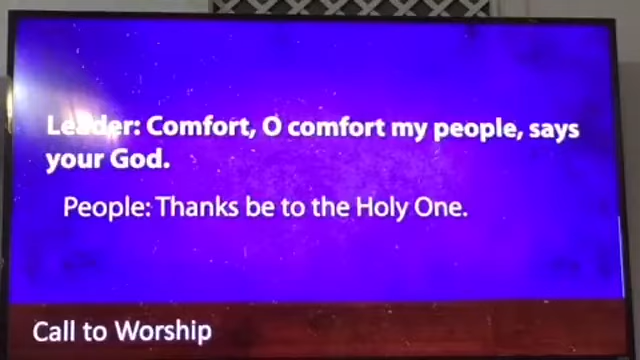 Leader: Comfort, O comfort my people, says
your God.
People: Thanks be to the Holy One.
Call to Worship